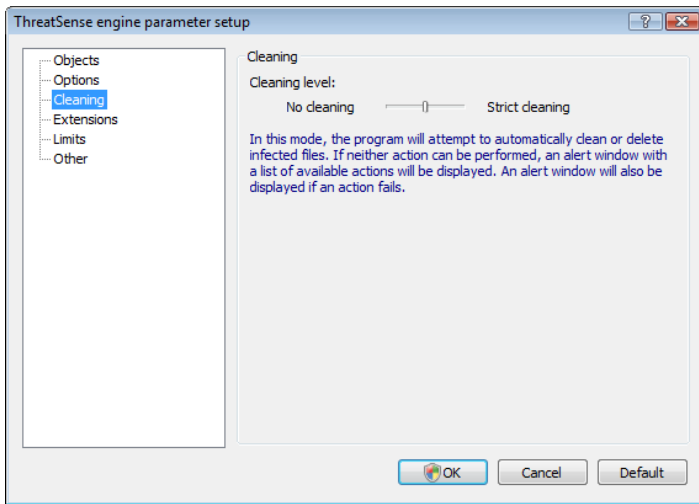 ThreatSense engine parameter setup
?
X
Objects
Options
Cleaning
Extensions
Limits
Other
Cleaning
Cleaning level:
No cleaning Strict cleaning
In this mode, the program will attempt to automatically clean or delete
infected files. If neither action can be performed, an alert window with
a list of available actions will be displayed. An alert window will also be
displayed if an action fails.
OK Cancel Default